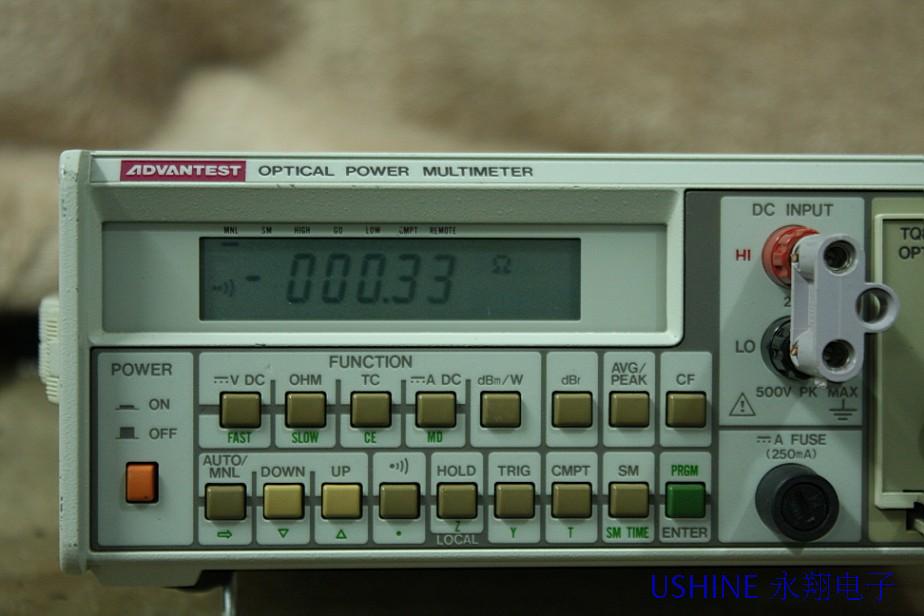 ADVANTEST OPTICAL POWER MULTIMETER
MNL SM HIGH GO LOW CMPT REMOTE
- 000.33 Ω
DC INPUT
HI
2
LO
500V PK MAX
A FUSE
(250mA)
TQ8
OPT
POWER
ON
OFF
FUNCTION
V DC OHM TC A DC dBm/W dBr AVG/PEAK CF
FAST SLOW CE MD
AUTO/MNL DOWN UP HOLD TRIG CMPT SM PRGM
Z Y T SM TIME ENTER
LOCAL
USHINE 永翔电子